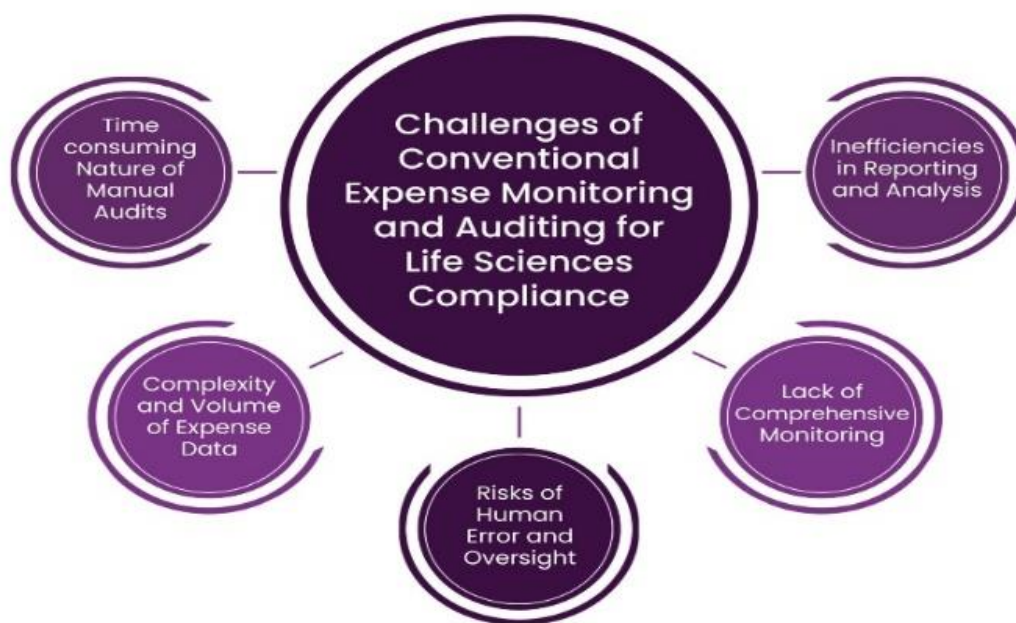 Challenges of
Conventional
Expense Monitoring
and Auditing for
Life Sciences
Compliance
Time
consuming
Nature of
Manual
Audits
Inefficiencies
in Reporting
and Analysis
Complexity
and Volume
of Expense
Data
Lack of
Comprehensive
Monitoring
Risks of
Human
Error and
Oversight